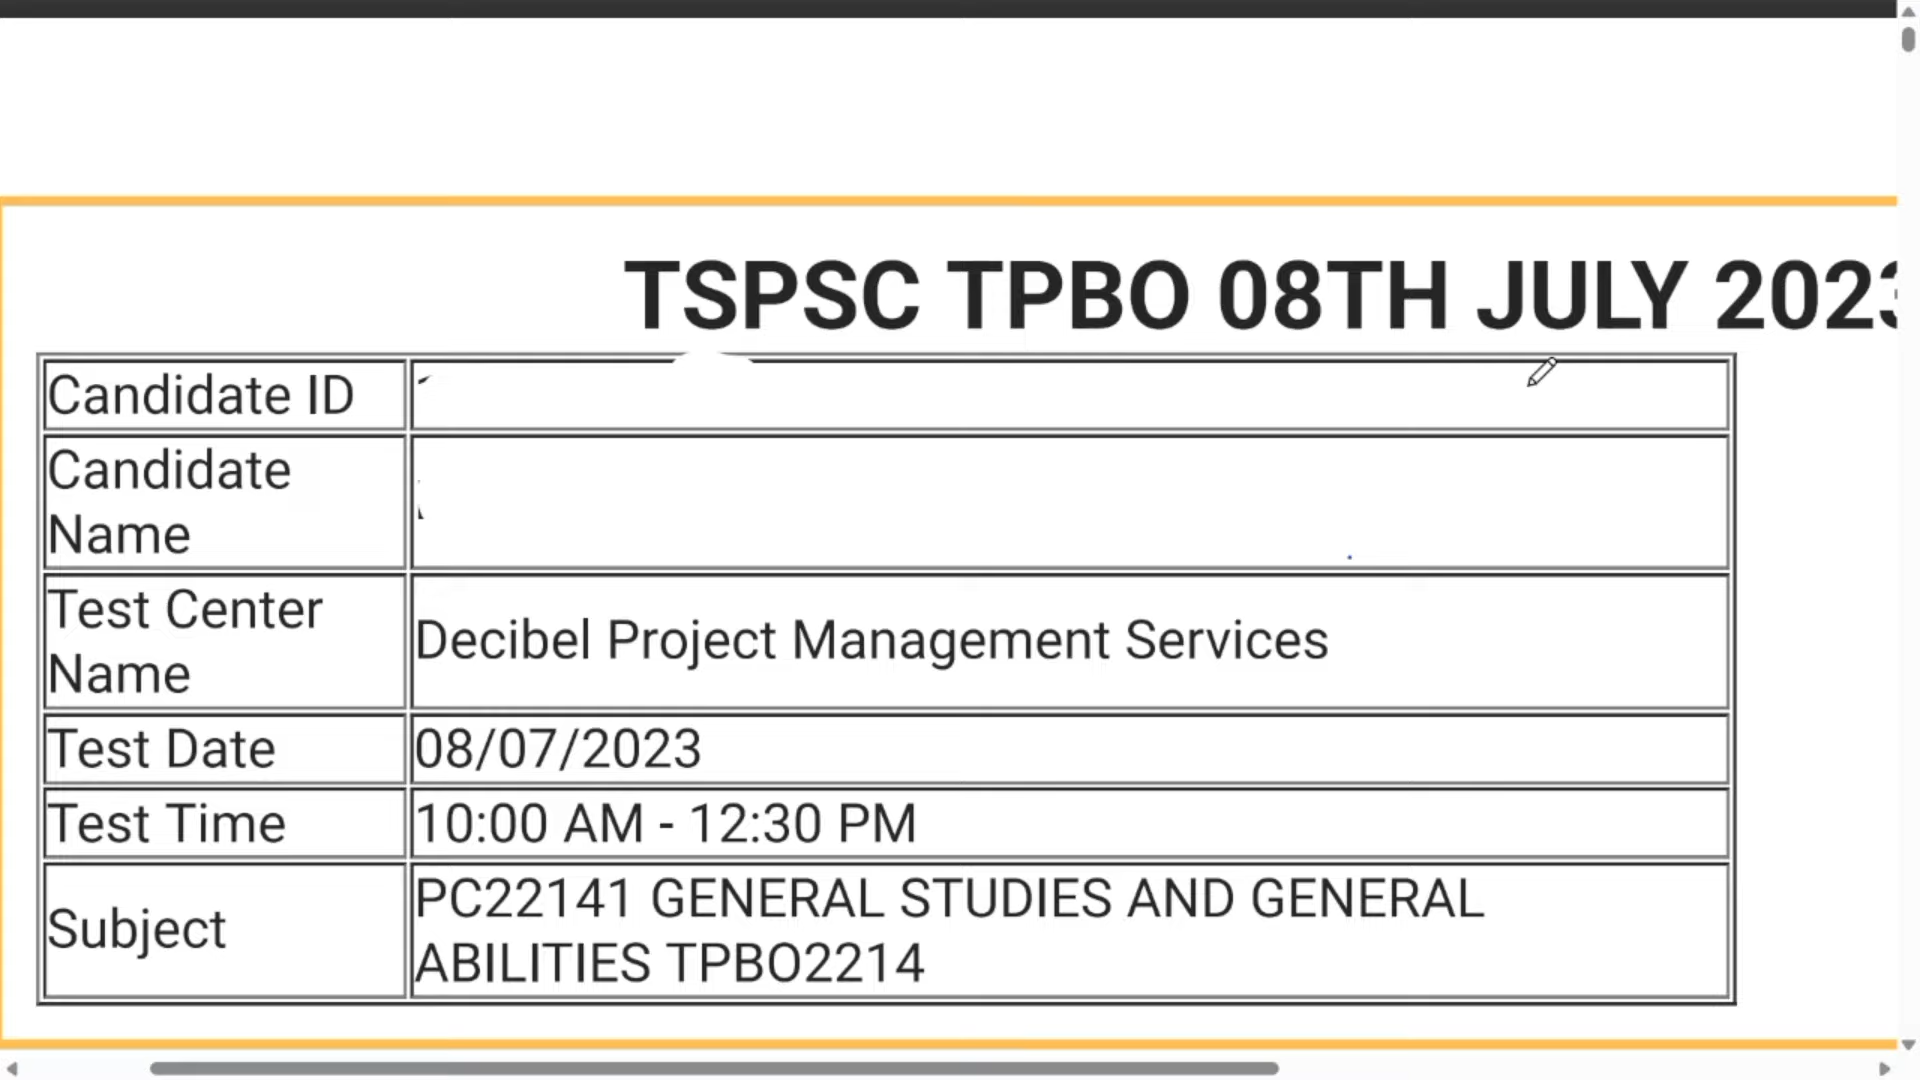 TSPSC TPBO 08TH JULY 2023
Candidate ID
Candidate
Name
Test Center
Name
Decibel Project Management Services
Test Date
08/07/2023
Test Time
10:00 AM - 12:30 PM
Subject
PC22141 GENERAL STUDIES AND GENERAL
ABILITIES TPBO2214